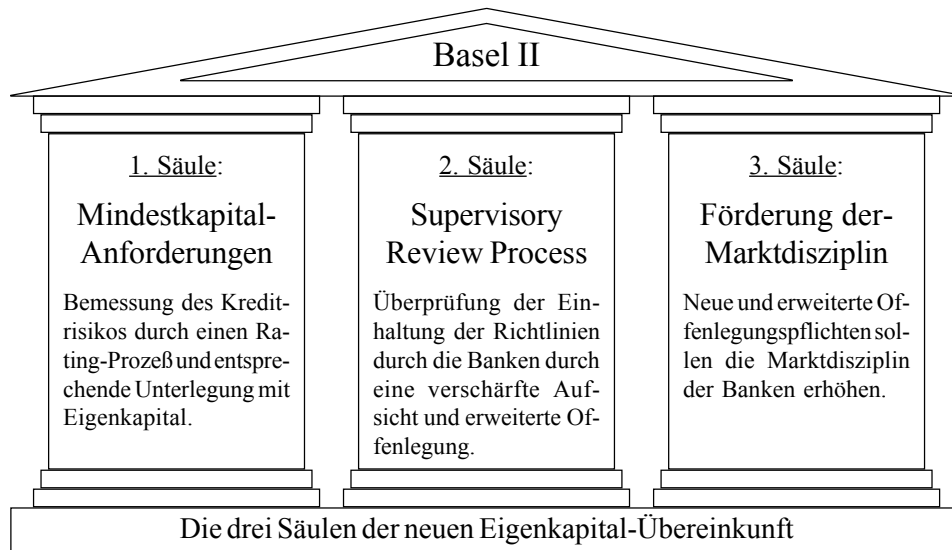 Basel II
1. Säule:
Mindestkapital-
Anforderungen
Bemessung des Kredit-
risikos durch einen Ra-
ting-Prozeß und entspre-
chende Unterlegung mit
Eigenkapital.
2. Säule:
Supervisory
Review Process
Überprüfung der Ein-
haltung der Richtlinien
durch die Banken durch
eine verschärfte Auf-
sicht und erweiterte Of-
fenlegung.
3. Säule:
Förderung der-
Marktdisziplin
Neue und erweiterte Of-
fenlegungspflichten sol-
len die Marktdisziplin
der Banken erhöhen.
Die drei Säulen der neuen Eigenkapital-Übereinkunft